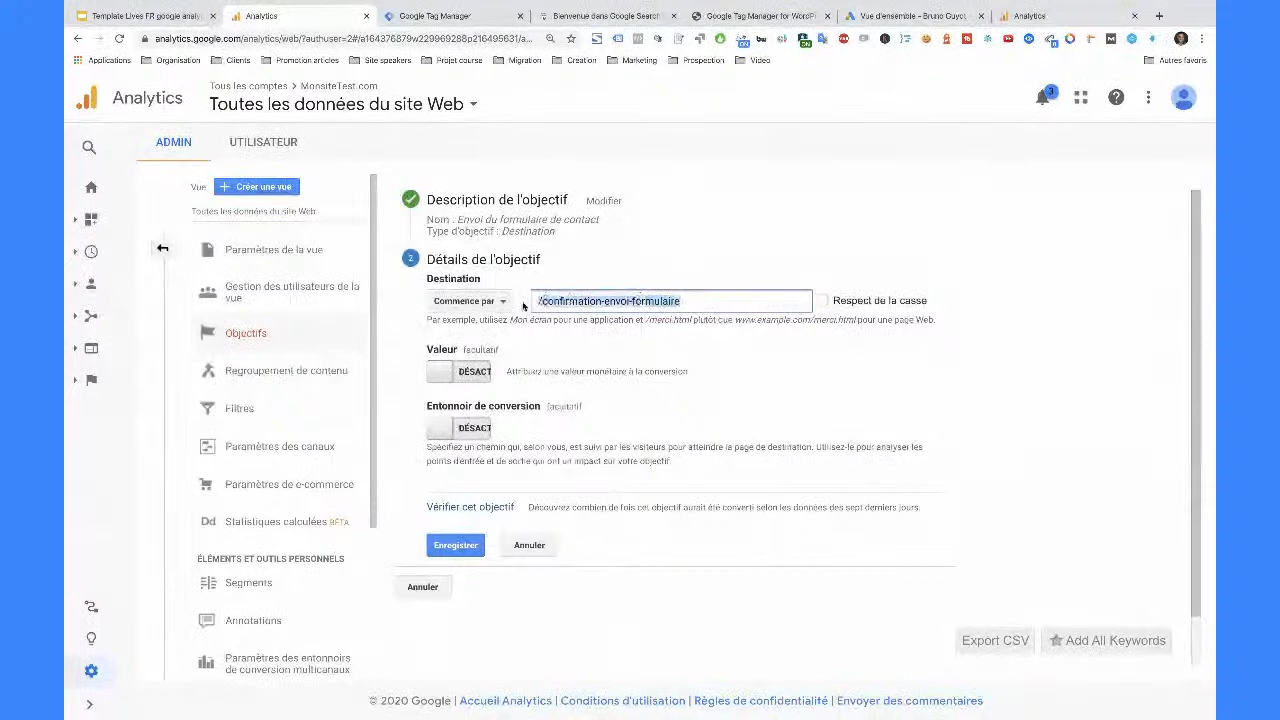 Template Lives FR google analy
Analytics
Google Tag Manager
Bienvenue dans Google Search
Google Tag Manager for WordPr
Vue d'ensemble – Bruno Guyot
Analytics
analytics.google.com/analytics/web/?authuser=2#/a164376879w229969288p216495593/a...
Applications
Organisation
Clients
Promotion articles
Site speakers
Projet course
Migration
Creation
Marketing
Prospection
Video
Autres favoris
Analytics
Tous les comptes > MonsiteTest.com
Toutes les données du site Web
3
ADMIN
UTILISATEUR
Vue
+ Créer une vue
Toutes les données du site Web
Paramètres de la vue
Gestion des utilisateurs de la
vue
Objectifs
Regroupement de contenu
Filtres
Paramètres des canaux
Paramètres de e-commerce
Dd Statistiques calculées BÊTA
ÉLÉMENTS ET OUTILS PERSONNELS
Segments
Annotations
Paramètres des entonnoirs
de conversion multicanaux
Description de l'objectif Modifier
Nom : Envoi du formulaire de contact
Type d'objectif : Destination
2 Détails de l'objectif
Destination
Commence par
/confirmation-envoi-formulaire
Respect de la casse
Par exemple, utilisez Mon écran pour une application et /merci.html plutôt que www.example.com/merci.html pour une page Web.
Valeur facultatif
DÉSACT
Attribuez une valeur monétaire à la conversion
Entonnoir de conversion facultatif
DÉSACT
Spécifiez un chemin qui, selon vous, est suivi par les visiteurs pour atteindre la page de destination. Utilisez-le pour analyser les
points d'entrée et de sortie qui ont un impact sur votre objectif.
Vérifier cet objectif Découvrez combien de fois cet objectif aurait été converti selon les données des sept derniers jours.
Enregistrer
Annuler
Annuler
Export CSV
Add All Keywords
© 2020 Google | Accueil Analytics | Conditions d'utilisation | Règles de confidentialité | Envoyer des commentaires